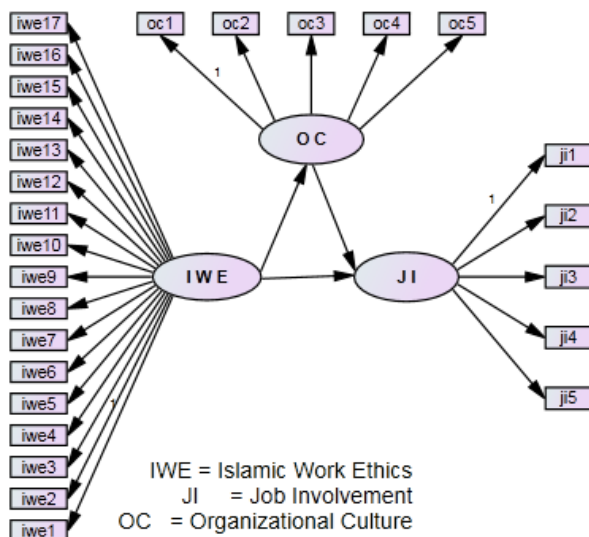 iwe17
iwe16
iwe15
iwe14
iwe13
iwe12
iwe11
iwe10
iwe9
iwe8
iwe7
iwe6
iwe5
iwe4
iwe3
iwe2
iwe1
1
IWE
oc1
oc2
oc3
oc4
oc5
1
OC
JI
1
ji1
ji2
ji3
ji4
ji5
IWE = Islamic Work Ethics
JI = Job Involvement
OC = Organizational Culture